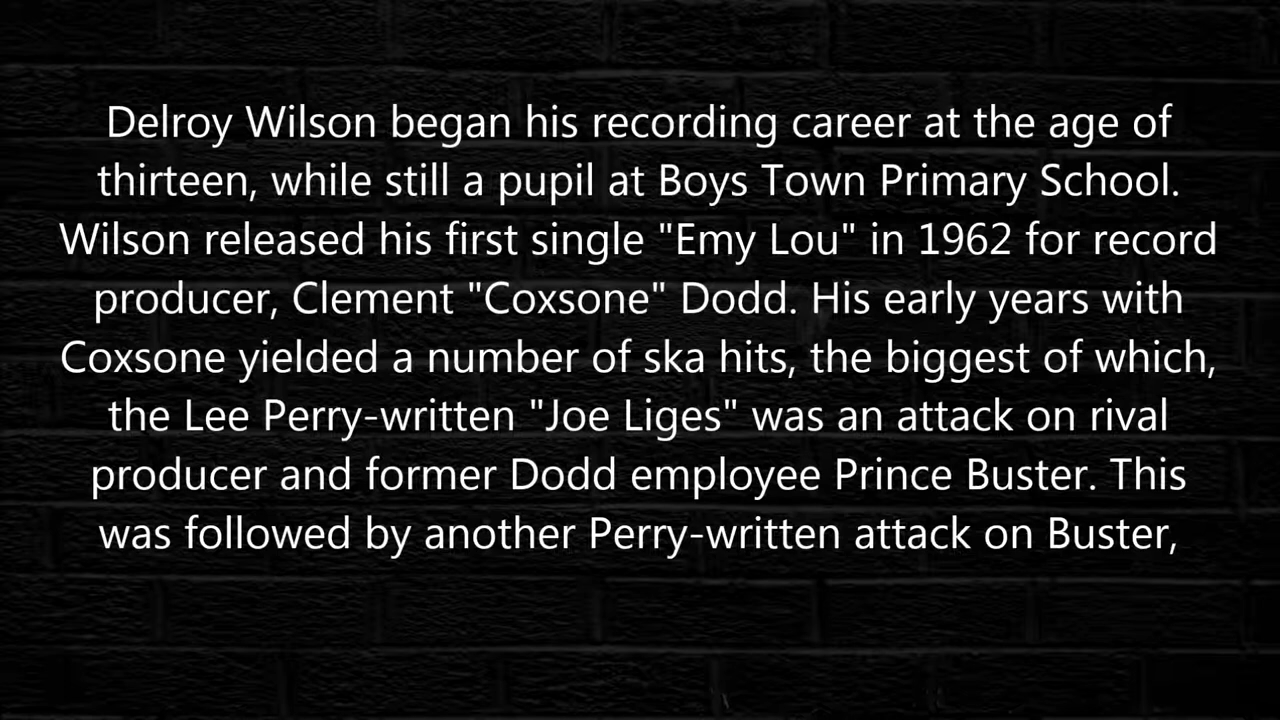 Delroy Wilson began his recording career at the age of
thirteen, while still a pupil at Boys Town Primary School.
Wilson released his first single "Emy Lou" in 1962 for record
producer, Clement "Coxsone" Dodd. His early years with
Coxsone yielded a number of ska hits, the biggest of which,
the Lee Perry-written "Joe Liges" was an attack on rival
producer and former Dodd employee Prince Buster. This
was followed by another Perry-written attack on Buster,